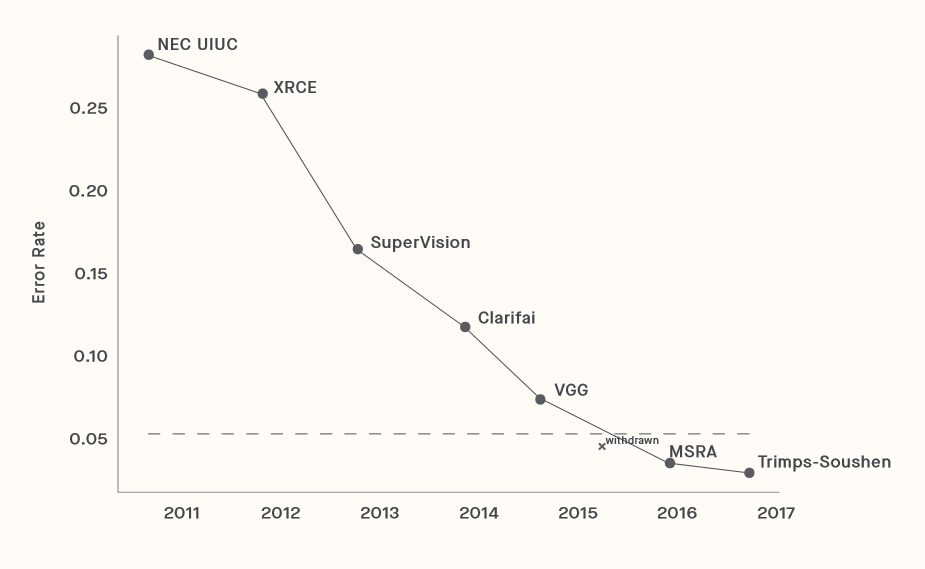 NEC UIUC
XRCE
0.25
0.20
SuperVision
Error Rate
0.15
Clarifai
0.10
VGG
0.05
withdrawn
MSRA
Trimps-Soushen
2011 2012 2013 2014 2015 2016 2017